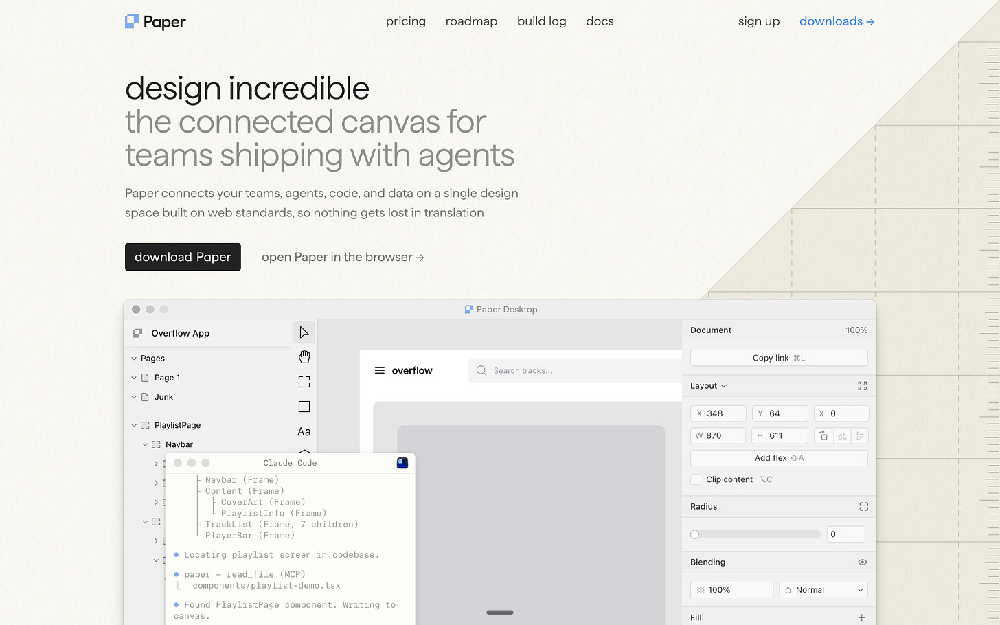 Paper
pricing
roadmap
build log
docs
sign up
downloads →
design incredible
the connected canvas for
teams shipping with agents
Paper connects your teams, agents, code, and data on a single design
space built on web standards, so nothing gets lost in translation
download Paper
open Paper in the browser →
Paper Desktop
Overflow App
Pages
Page 1
Junk
PlaylistPage
Navbar
Aa
overflow
Search tracks...
Claude Code
Navbar (Frame)
Content (Frame)
CoverArt (Frame)
PlaylistInfo (Frame)
TrackList (Frame, 7 children)
PlayerBar (Frame)
Locating playlist screen in codebase.
paper – read_file (MCP)
components/playlist-demo.tsx
Found PlaylistPage component. Writing to
canvas.
Document 100%
Copy link ⌘L
Layout
X 348 Y 64 X 0
W 870 H 611
Add flex ⇧A
Clip content ⌥C
Radius
0
Blending
100% Normal
Fill